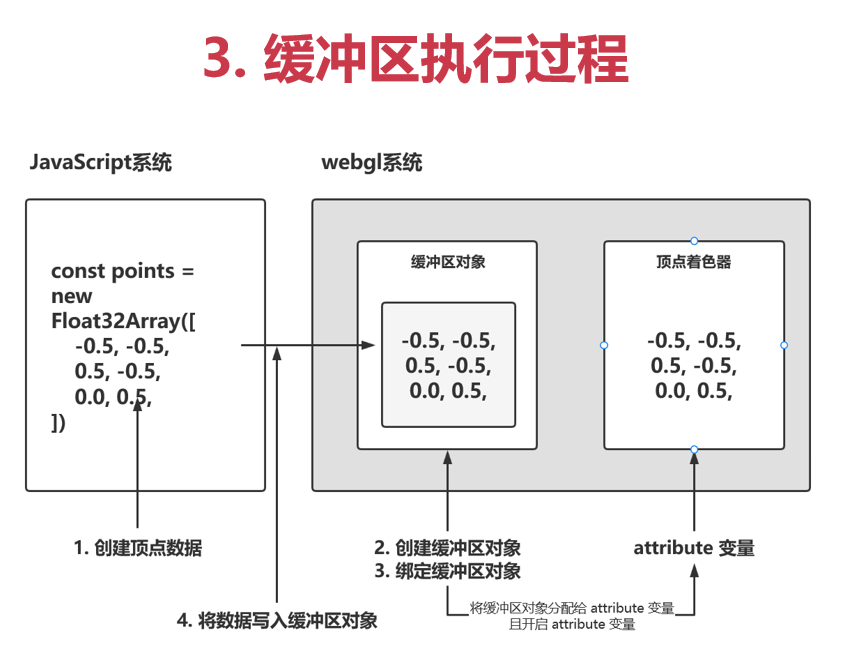 3. 缓冲区执行过程
JavaScript系统
webgl系统
const points =
new
Float32Array([
-0.5, -0.5,
0.5, -0.5,
0.0, 0.5,
])
缓冲区对象
-0.5, -0.5,
0.5, -0.5,
0.0, 0.5,
顶点着色器
-0.5, -0.5,
0.5, -0.5,
0.0, 0.5,
1. 创建顶点数据
2. 创建缓冲区对象
3. 绑定缓冲区对象
attribute 变量
4. 将数据写入缓冲区对象
将缓冲区对象分配给 attribute 变量
且开启 attribute 变量